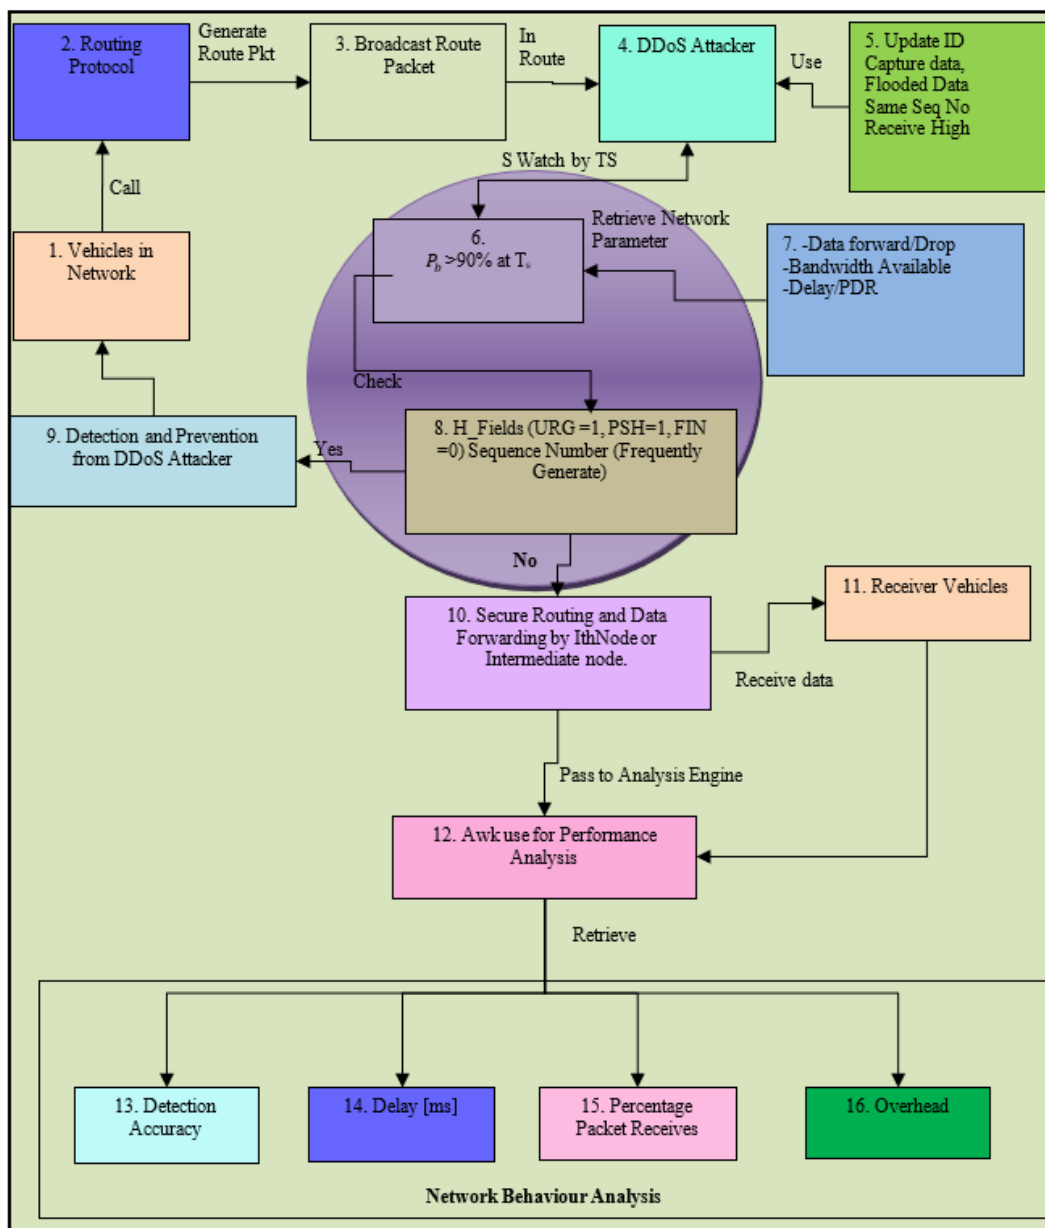 2. Routing
Protocol
Generate
Route Pkt
3. Broadcast Route
Packet
In
Route
4. DDoS Attacker
Use
5. Update ID
Capture data,
Flooded Data
Same Seq No
Receive High
Call
S Watch by TS
1. Vehicles in
Network
6.
Pb >90% at Ts
Retrieve Network
Parameter
7. -Data forward/Drop
-Bandwidth Available
-Delay/PDR
Check
9. Detection and Prevention
from DDoS Attacker
Yes
8. H_Fields (URG =1, PSH=1, FIN
=0) Sequence Number (Frequently
Generate)
No
10. Secure Routing and Data
Forwarding by IthNode or
Intermediate node.
11. Receiver Vehicles
Receive data
Pass to Analysis Engine
12. Awk use for Performance
Analysis
Retrieve
13. Detection
Accuracy
14. Delay [ms]
15. Percentage
Packet Receives
16. Overhead
Network Behaviour Analysis